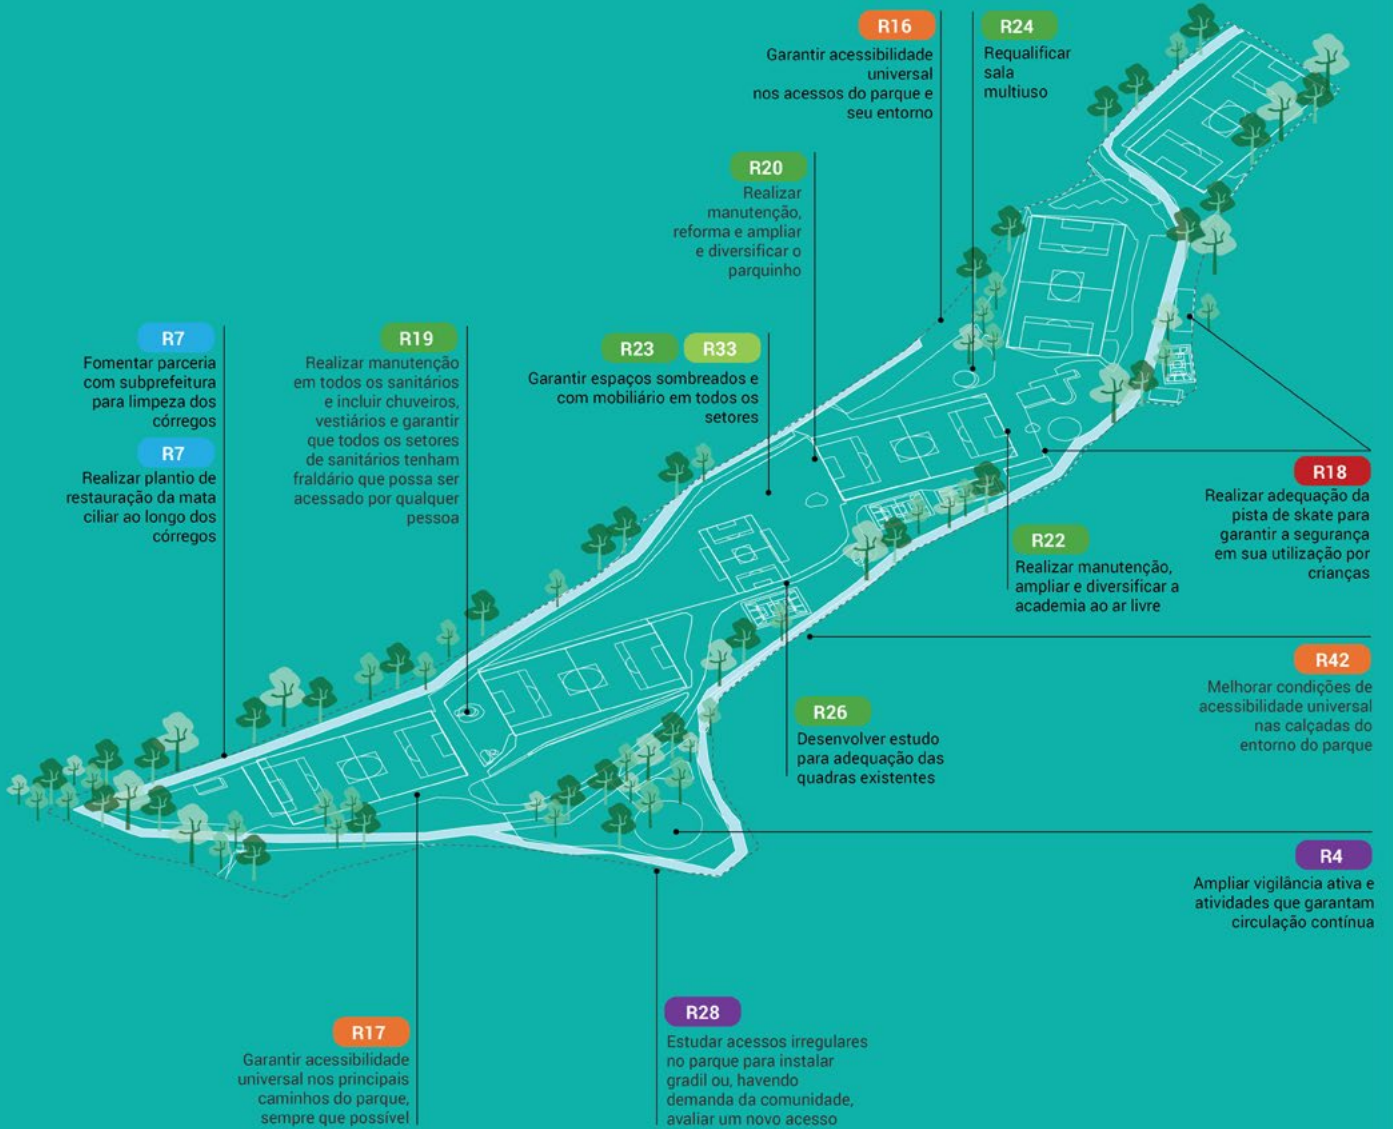 R16
Garantir acessibilidade
universal
nos acessos do parque e
seu entorno
R24
Requalificar
sala
multiuso
R20
Realizar
manutenção,
reforma e ampliar
e diversificar o
parquinho
R7
Fomentar parceria
com subprefeitura
para limpeza dos
córregos
R7
Realizar plantio de
restauração da mata
ciliar ao longo dos
córregos
R19
Realizar manutenção
em todos os sanitários
e incluir chuveiros,
vestiários e garantir
que todos os setores
de sanitários tenham
fraldário que possa ser
acessado por qualquer
pessoa
R23 R33
Garantir espaços sombreados e
com mobiliário em todos os
setores
R18
Realizar adequação da
pista de skate para
garantir a segurança
em sua utilização por
crianças
R22
Realizar manutenção,
ampliar e diversificar a
academia ao ar livre
R42
Melhorar condições de
acessibilidade universal
nas calçadas do
entorno do parque
R26
Desenvolver estudo
para adequação das
quadras existentes
R4
Ampliar vigilância ativa e
atividades que garantam
circulação contínua
R17
Garantir acessibilidade
universal nos principais
caminhos do parque,
sempre que possível
R28
Estudar acessos irregulares
no parque para instalar
gradil ou, havendo
demanda da comunidade,
avaliar um novo acesso